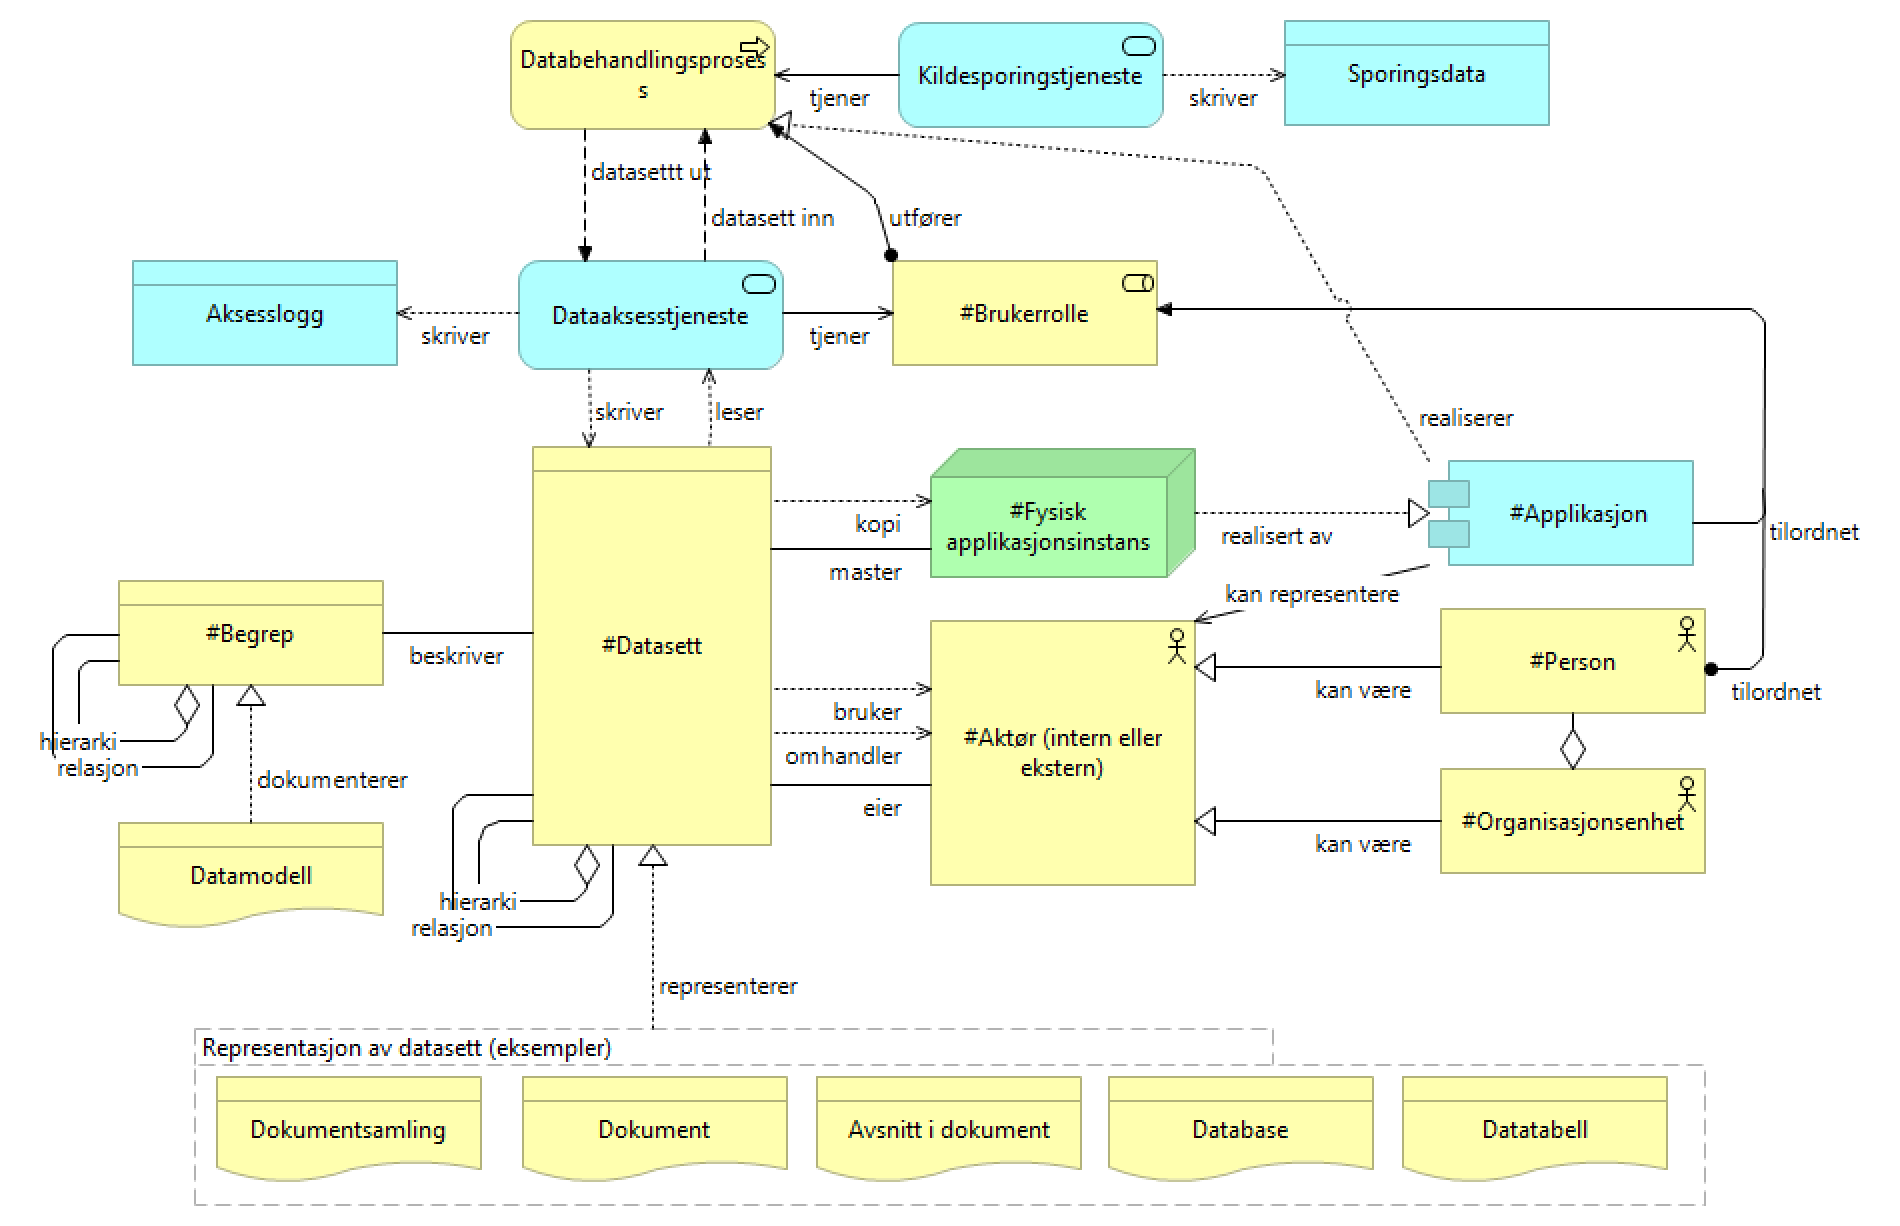 Databehandlingsproses
s
Kildesporingstjeneste
Sporingsdata
tjener
skriver
datasettt ut
datasett inn
utfører
Aksesslogg
skriver
Dataaksesstjeneste
tjener
#Brukerrolle
skriver
leser
realiserer
kopi
#Fysisk
applikasjonsinstans
master
realisert av
#Applikasjon
tilordnet
kan representere
#Begrep
beskriver
#Datasett
#Person
kan være
tilordnet
bruker
omhandler
#Aktør (intern eller
ekstern)
eier
hierarki
relasjon
dokumenterer
#Organisasjonsenhet
kan være
Datamodell
hierarki
relasjon
representerer
Representasjon av datasett (eksempler)
Dokumentsamling
Dokument
Avsnitt i dokument
Database
Datatabell